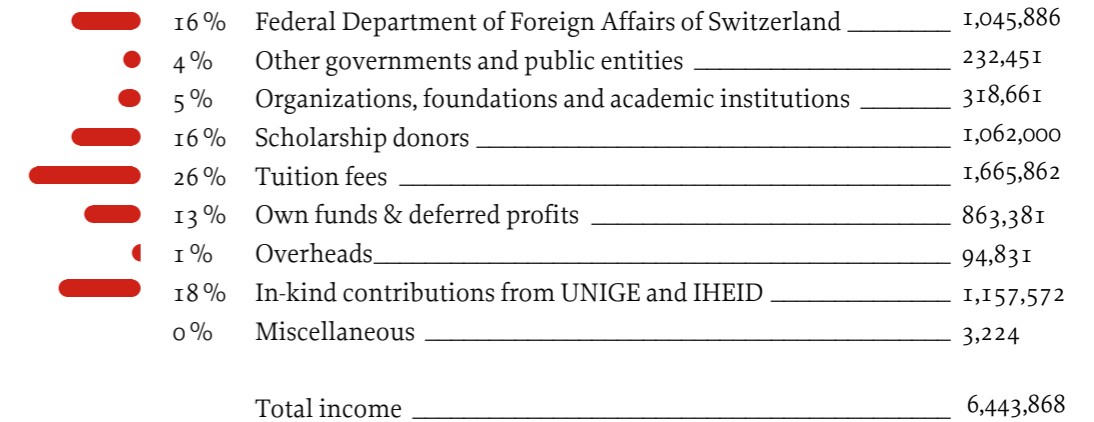 16 % Federal Department of Foreign Affairs of Switzerland 1,045,886
4 % Other governments and public entities 232,451
5 % Organizations, foundations and academic institutions 318,661
16 % Scholarship donors 1,062,000
26 % Tuition fees 1,665,862
13 % Own funds & deferred profits 863,381
1 % Overheads 94,831
18 % In-kind contributions from UNIGE and IHEID 1,157,572
0 % Miscellaneous 3,224
Total income 6,443,868